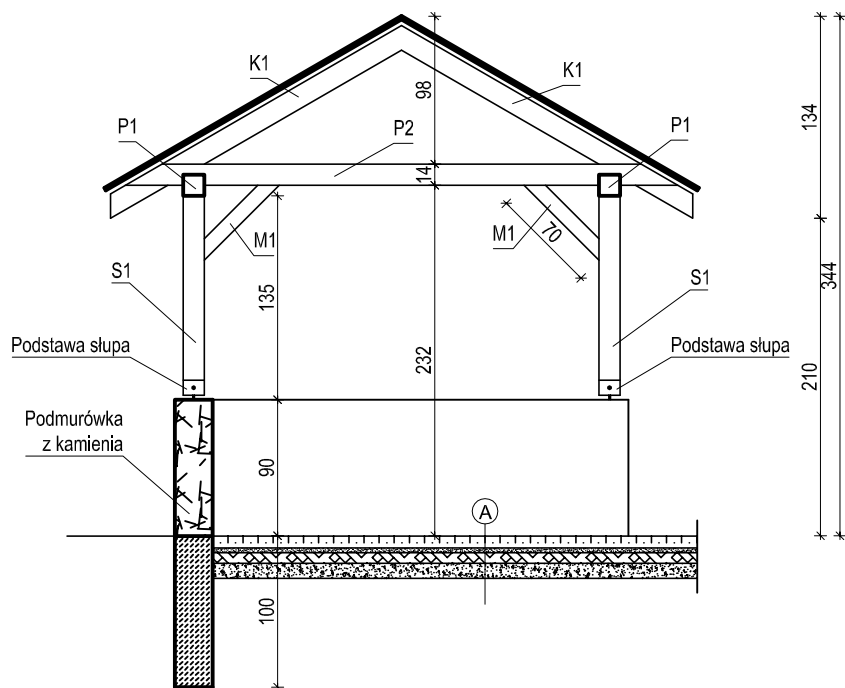 K1
K1
98
134
P1
P2
P1
14
M1
M1
70
S1
S1
135
344
232
210
Podstawa słupa
Podstawa słupa
Podmurówka
z kamienia
90
A
100